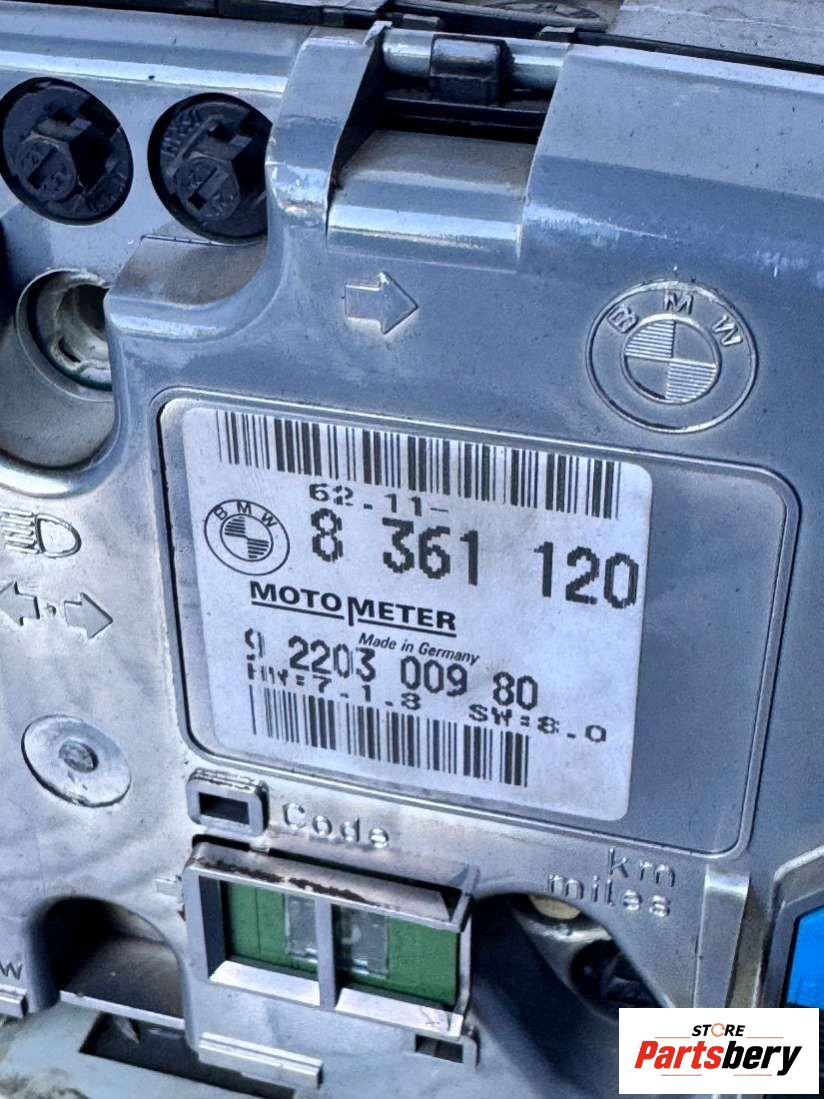 BMW
62.11-
BMW
8 361 120
MOTOMETER
Made in Germany
9 2203 009 80
HW:7.1.8 SW:8.0
Code
km
miles
W
STORE
Partsbery